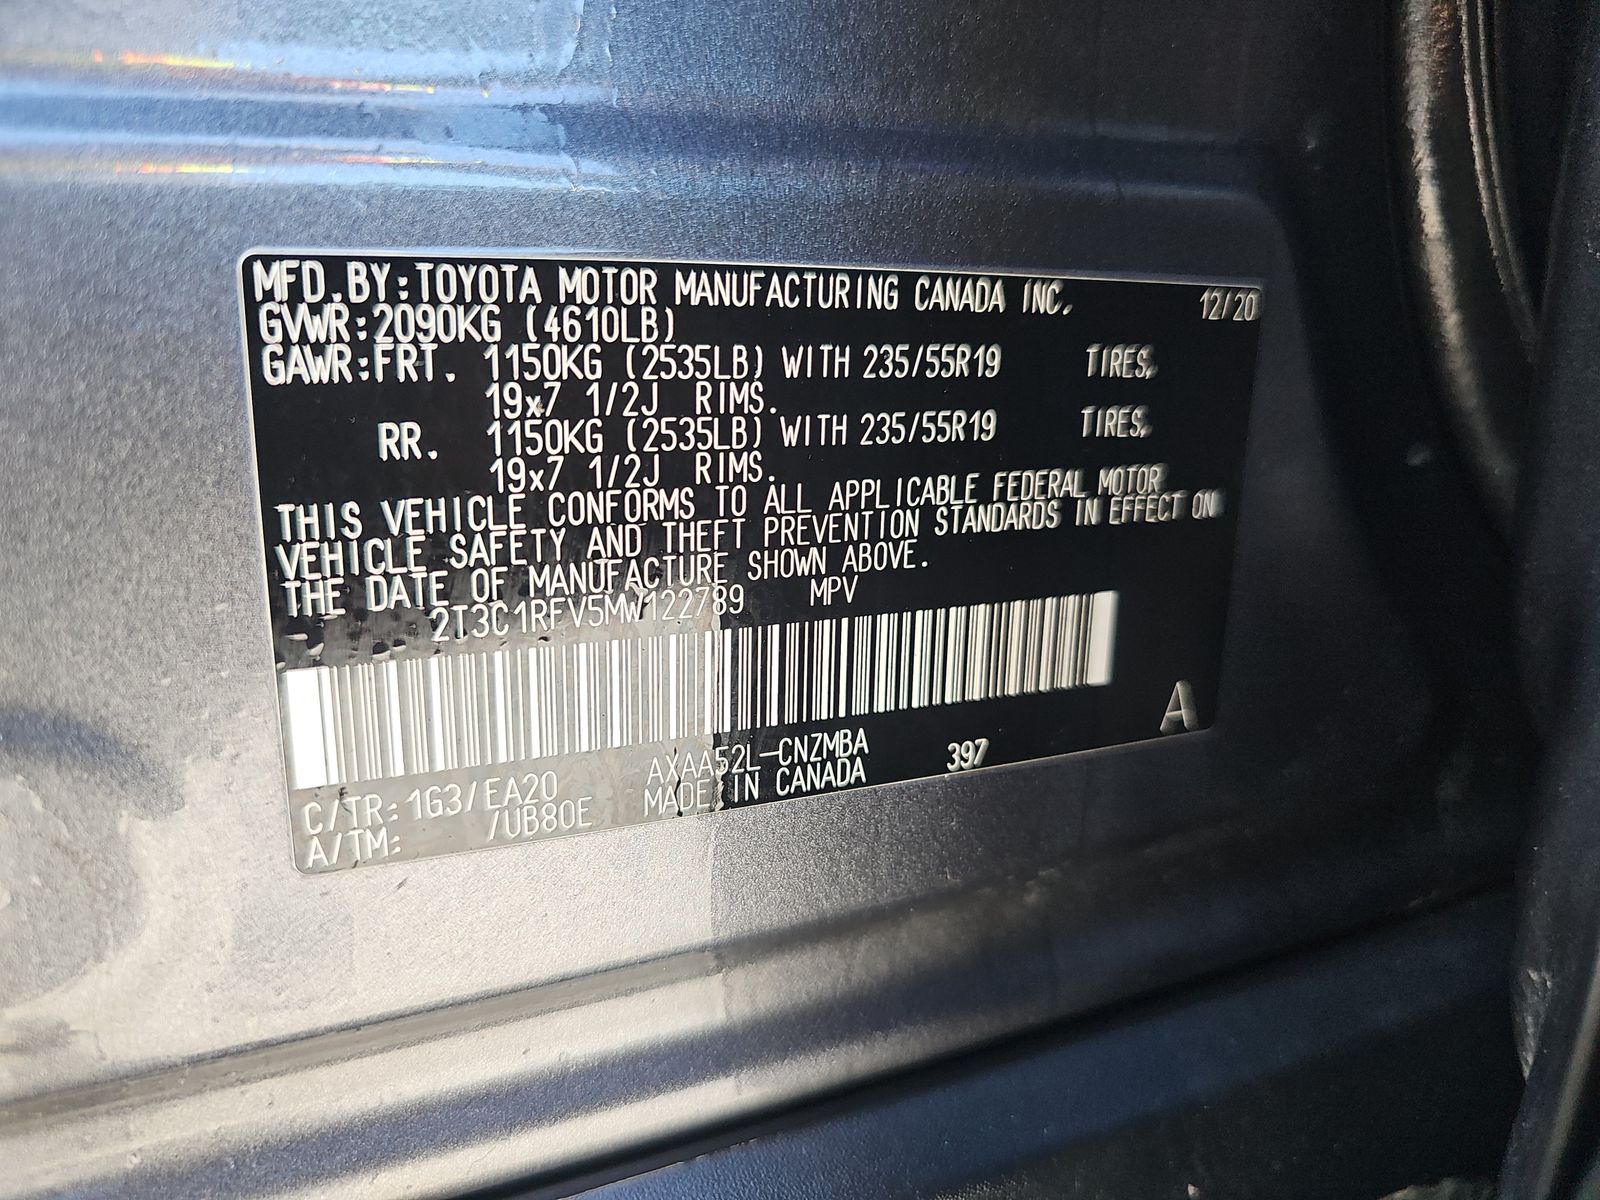 MFD.BY:TOYOTA MOTOR MANUFACTURING CANADA INC. 12/20
GVWR:2090KG (4610LB)
GAWR:FRT. 1150KG (2535LB) WITH 235/55R19 TIRES,
19x7 1/2J RIMS.
RR. 1150KG (2535LB) WITH 235/55R19 TIRES,
19x7 1/2J RIMS.
THIS VEHICLE CONFORMS TO ALL APPLICABLE FEDERAL MOTOR
VEHICLE SAFETY AND THEFT PREVENTION STANDARDS IN EFFECT ON
THE DATE OF MANUFACTURE SHOWN ABOVE.
2T3C1RFV5MW122789 MPV
A
C/TR:1G3/EA20 AXAA52L-CNZMBA 397
A/TM: /UB80E MADE IN CANADA